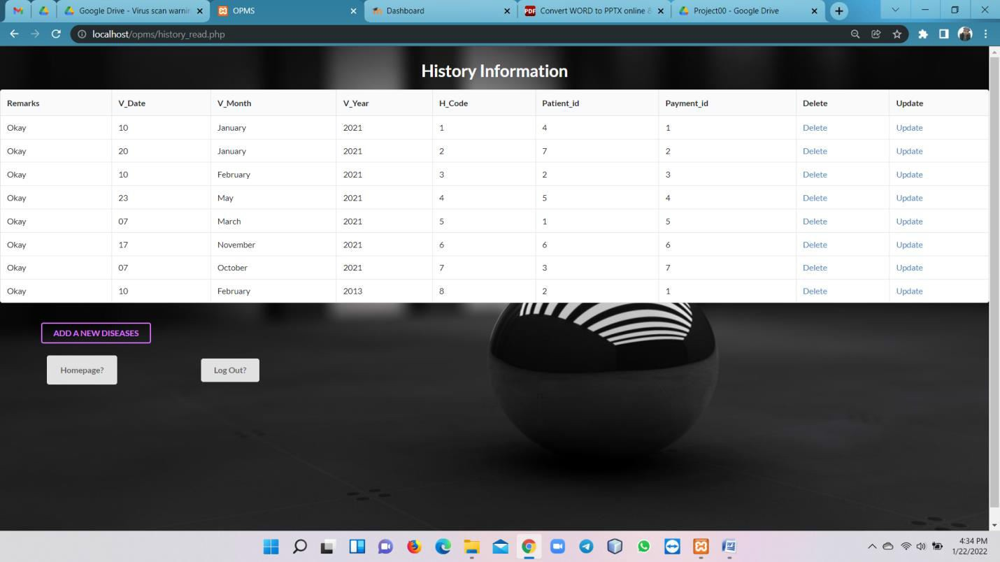 Google Drive - Virus scan warnin
OPMS
Dashboard
Convert WORD to PPTX online &
Project00 - Google Drive
localhost/opms/history_read.php
History Information
Remarks V_Date V_Month V_Year H_Code Patient_id Payment_id Delete Update
Okay 10 January 2021 1 4 1 Delete Update
Okay 20 January 2021 2 7 2 Delete Update
Okay 10 February 2021 3 2 3 Delete Update
Okay 23 May 2021 4 5 4 Delete Update
Okay 07 March 2021 5 1 5 Delete Update
Okay 17 November 2021 6 6 6 Delete Update
Okay 07 October 2021 7 3 7 Delete Update
Okay 10 February 2013 8 2 1 Delete Update
ADD A NEW DISEASES
Homepage? Log Out?
4:34 PM
1/22/2022